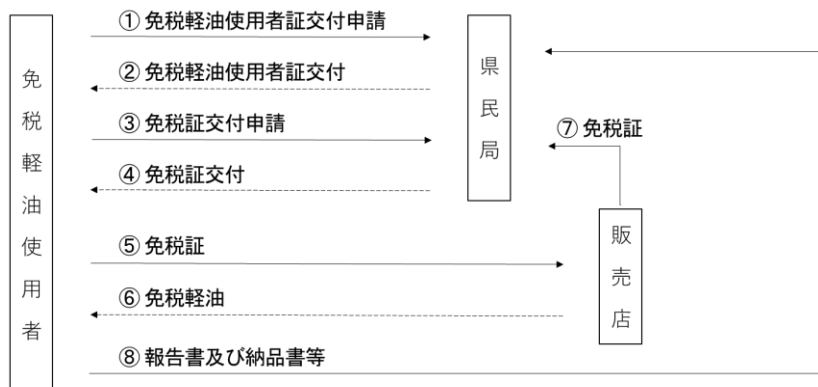 ① 免税軽油使用者証交付申請
② 免税軽油使用者証交付
③ 免税証交付申請
④ 免税証交付
⑤ 免税証
⑥ 免税軽油
⑧ 報告書及び納品書等
免税軽油使用者
県民局
⑦ 免税証
販売店